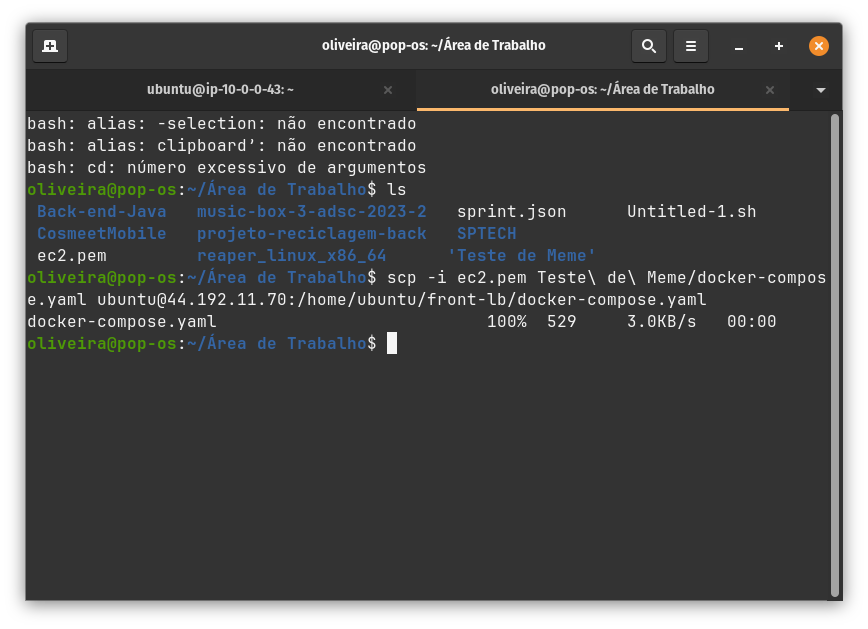 oliveira@pop-os: ~/Área de Trabalho
ubuntu@ip-10-0-0-43: ~
oliveira@pop-os: ~/Área de Trabalho
bash: alias: -selection: não encontrado
bash: alias: clipboard’: não encontrado
bash: cd: número excessivo de argumentos
oliveira@pop-os:~/Área de Trabalho$ ls
Back-end-Java music-box-3-adsc-2023-2 sprint.json Untitled-1.sh
CosmeetMobile projeto-reciclagem-back SPTECH
ec2.pem reaper_linux_x86_64 'Teste de Meme'
oliveira@pop-os:~/Área de Trabalho$ scp -i ec2.pem Teste\ de\ Meme/docker-compos
e.yaml ubuntu@44.192.11.70:/home/ubuntu/front-lb/docker-compose.yaml
docker-compose.yaml 100% 529 3.0KB/s 00:00
oliveira@pop-os:~/Área de Trabalho$